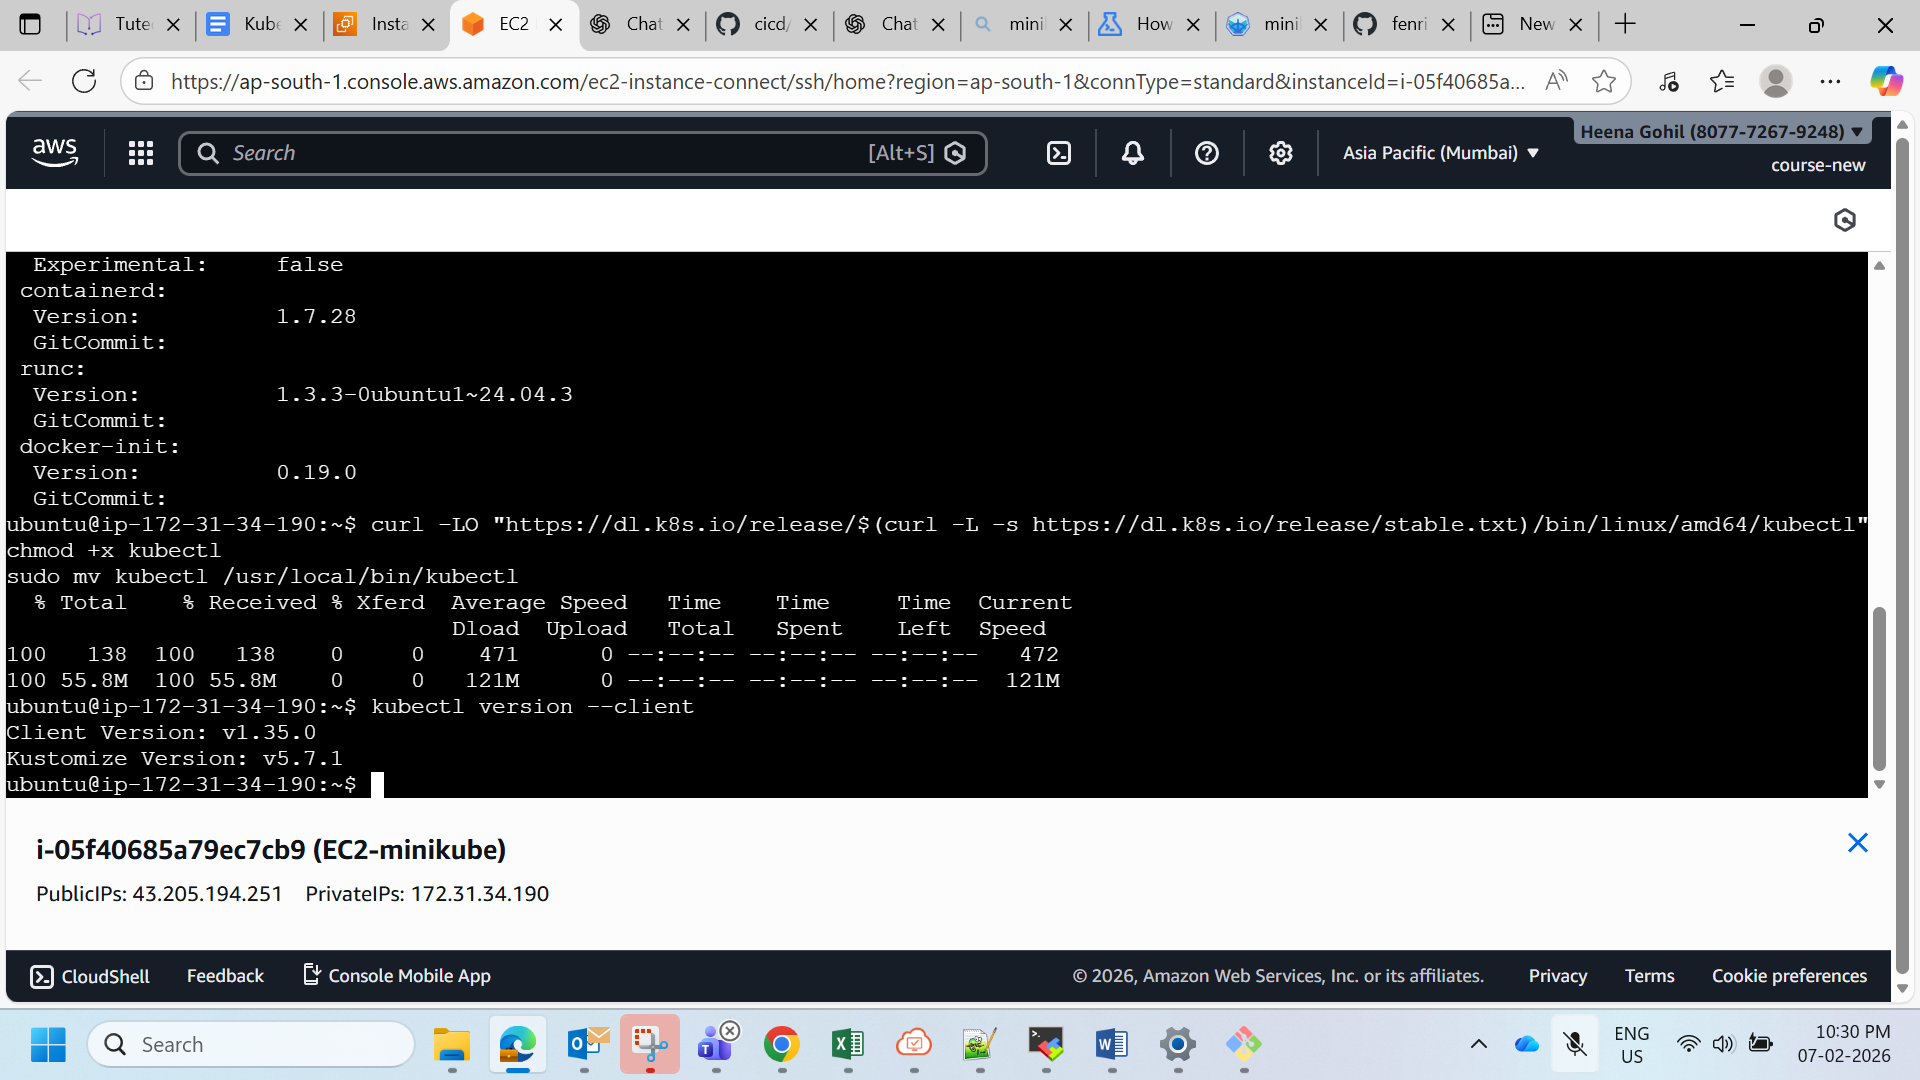 Tute
Kube
Insta
EC2
Chat
cicd/
Chat
mini
How
mini
fenri
New
https://ap-south-1.console.aws.amazon.com/ec2-instance-connect/ssh/home?region=ap-south-1&connType=standard&instanceId=i-05f40685a...
aws
Search
[Alt+S]
Asia Pacific (Mumbai)
Heena Gohil (8077-7267-9248)
course-new
Experimental: false
containerd:
Version: 1.7.28
GitCommit:
runc:
Version: 1.3.3-0ubuntu1~24.04.3
GitCommit:
docker-init:
Version: 0.19.0
GitCommit:
ubuntu@ip-172-31-34-190:~$ curl -LO "https://dl.k8s.io/release/$(curl -L -s https://dl.k8s.io/release/stable.txt)/bin/linux/amd64/kubectl"
chmod +x kubectl
sudo mv kubectl /usr/local/bin/kubectl
% Total % Received % Xferd Average Speed Time Time Time Current
Dload Upload Total Spent Left Speed
100 138 100 138 0 0 471 0 --:--:-- --:--:-- --:--:-- 472
100 55.8M 100 55.8M 0 0 121M 0 --:--:-- --:--:-- --:--:-- 121M
ubuntu@ip-172-31-34-190:~$ kubectl version --client
Client Version: v1.35.0
Kustomize Version: v5.7.1
ubuntu@ip-172-31-34-190:~$
i-05f40685a79ec7cb9 (EC2-minikube)
PublicIPs: 43.205.194.251 PrivateIPs: 172.31.34.190
CloudShell Feedback Console Mobile App © 2026, Amazon Web Services, Inc. or its affiliates. Privacy Terms Cookie preferences
Search
ENG
US
10:30 PM
07-02-2026